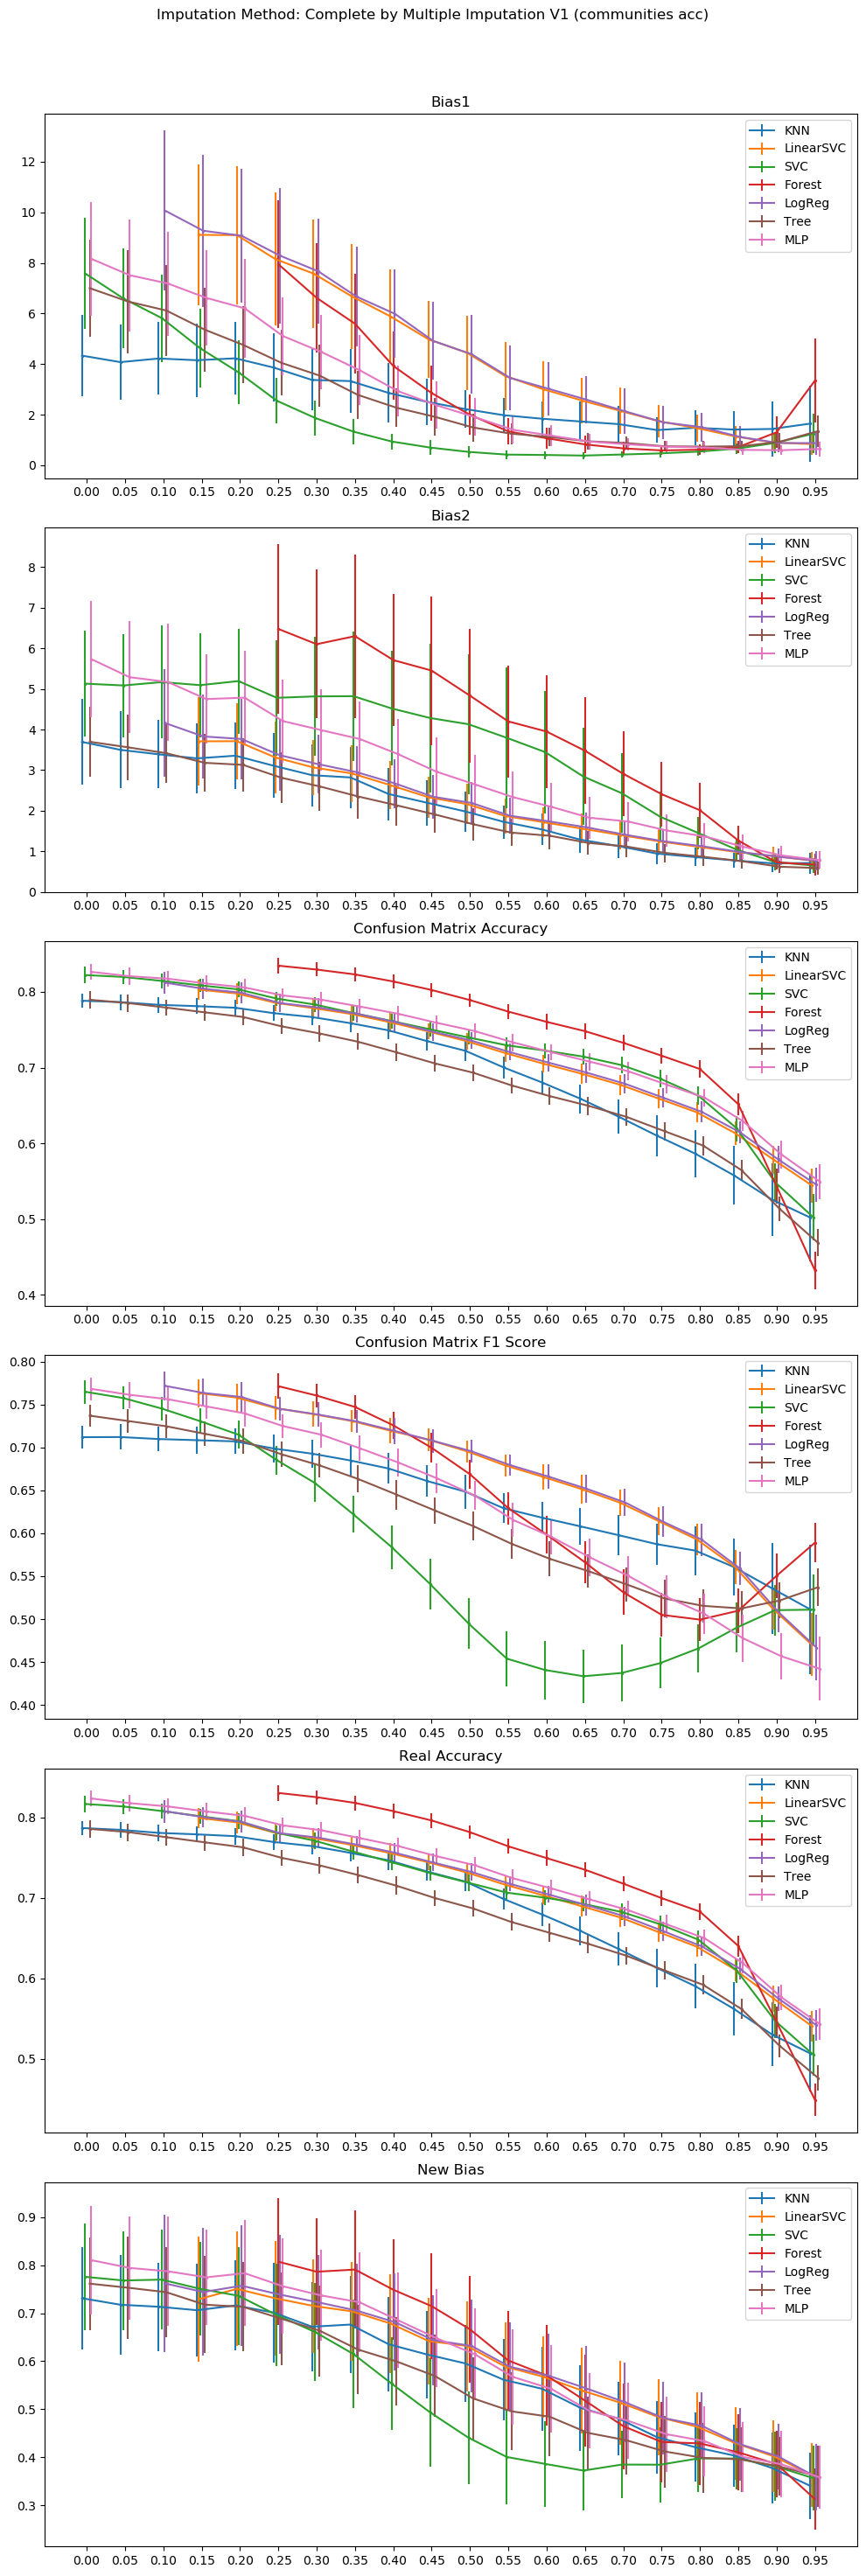 Imputation Method: Complete by Multiple Imputation V1 (communities acc)
Bias1
12
10
8
6
4
2
0
KNN
LinearSVC
SVC
Forest
LogReg
Tree
MLP
0.00 0.05 0.10 0.15 0.20 0.25 0.30 0.35 0.40 0.45 0.50 0.55 0.60 0.65 0.70 0.75 0.80 0.85 0.90 0.95
Bias2
8
7
6
5
4
3
2
1
0
KNN
LinearSVC
SVC
Forest
LogReg
Tree
MLP
0.00 0.05 0.10 0.15 0.20 0.25 0.30 0.35 0.40 0.45 0.50 0.55 0.60 0.65 0.70 0.75 0.80 0.85 0.90 0.95
Confusion Matrix Accuracy
0.8
0.7
0.6
0.5
0.4
KNN
LinearSVC
SVC
Forest
LogReg
Tree
MLP
0.00 0.05 0.10 0.15 0.20 0.25 0.30 0.35 0.40 0.45 0.50 0.55 0.60 0.65 0.70 0.75 0.80 0.85 0.90 0.95
Confusion Matrix F1 Score
0.80
0.75
0.70
0.65
0.60
0.55
0.50
0.45
0.40
KNN
LinearSVC
SVC
Forest
LogReg
Tree
MLP
0.00 0.05 0.10 0.15 0.20 0.25 0.30 0.35 0.40 0.45 0.50 0.55 0.60 0.65 0.70 0.75 0.80 0.85 0.90 0.95
Real Accuracy
0.8
0.7
0.6
0.5
KNN
LinearSVC
SVC
Forest
LogReg
Tree
MLP
0.00 0.05 0.10 0.15 0.20 0.25 0.30 0.35 0.40 0.45 0.50 0.55 0.60 0.65 0.70 0.75 0.80 0.85 0.90 0.95
New Bias
0.9
0.8
0.7
0.6
0.5
0.4
0.3
KNN
LinearSVC
SVC
Forest
LogReg
Tree
MLP
0.00 0.05 0.10 0.15 0.20 0.25 0.30 0.35 0.40 0.45 0.50 0.55 0.60 0.65 0.70 0.75 0.80 0.85 0.90 0.95